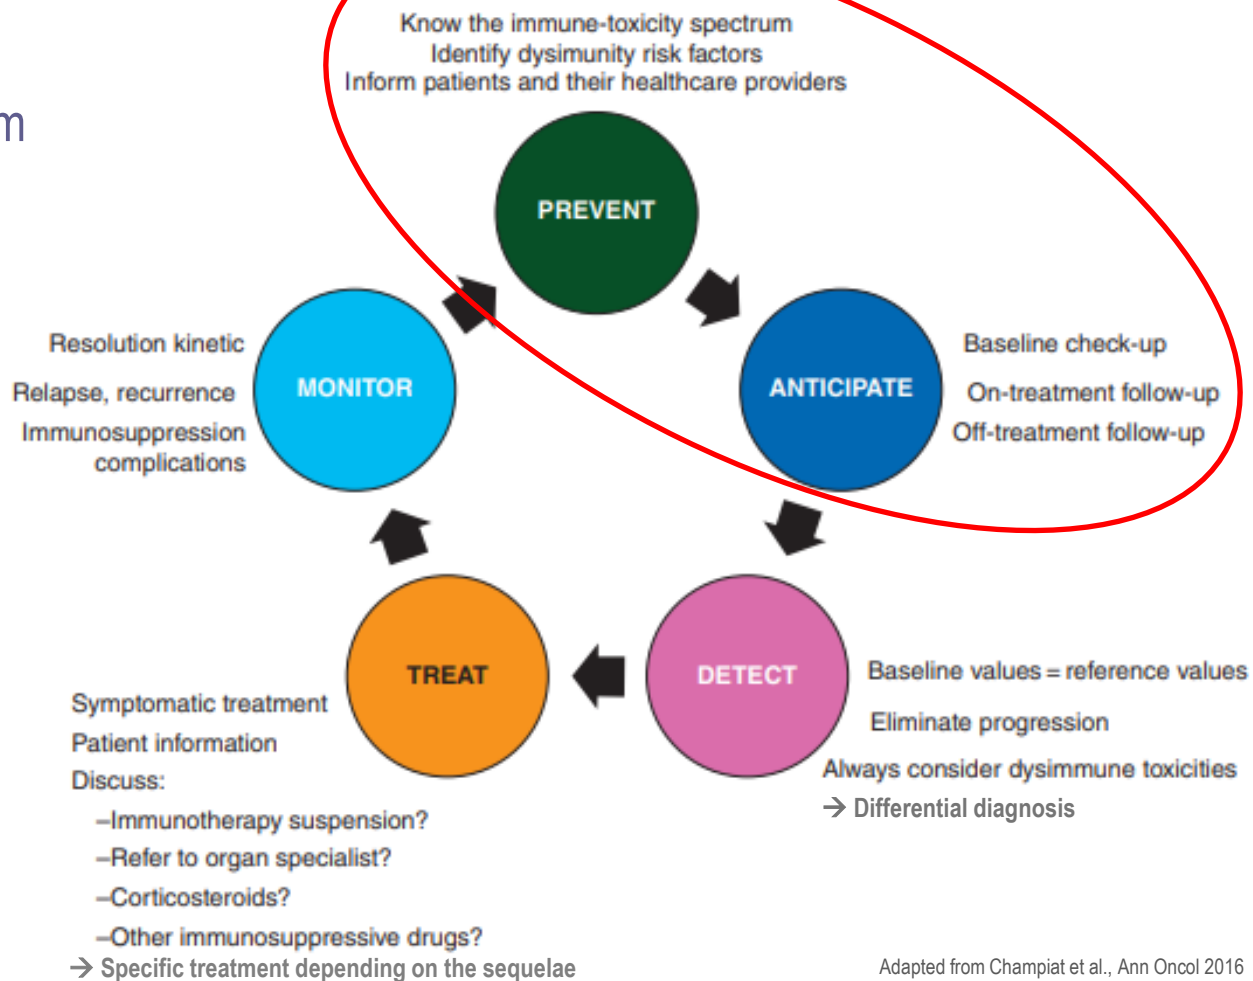 Know the immune-toxicity spectrum
Identify dysimunity risk factors
Inform patients and their healthcare providers
m
PREVENT
ANTICIPATE
Baseline check-up
On-treatment follow-up
Off-treatment follow-up
DETECT
Baseline values = reference values
Eliminate progression
Always consider dysimmune toxicities
→ Differential diagnosis
TREAT
Symptomatic treatment
Patient information
Discuss:
–Immunotherapy suspension?
–Refer to organ specialist?
–Corticosteroids?
–Other immunosuppressive drugs?
→ Specific treatment depending on the sequelae
MONITOR
Resolution kinetic
Relapse, recurrence
Immunosuppression
complications
Adapted from Champiat et al., Ann Oncol 2016